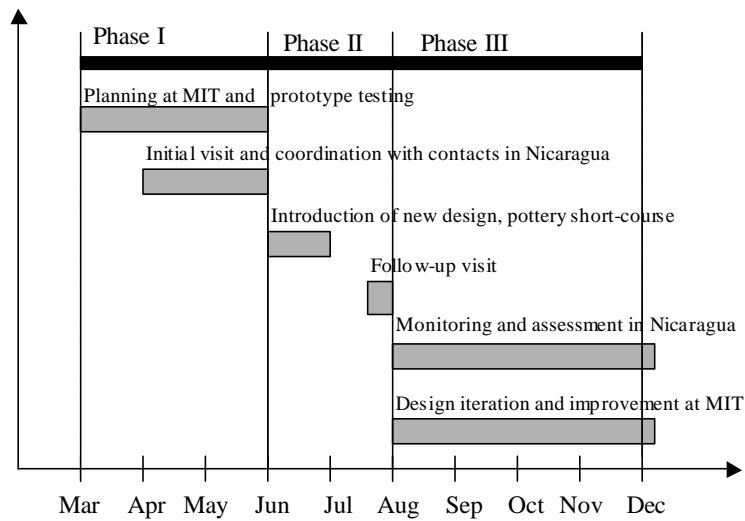 Phase I
Phase II
Phase III
Planning at MIT and prototype testing
Initial visit and coordination with contacts in Nicaragua
Introduction of new design, pottery short-course
Follow-up visit
Monitoring and assessment in Nicaragua
Design iteration and improvement at MIT
Mar Apr May Jun Jul Aug Sep Oct Nov Dec